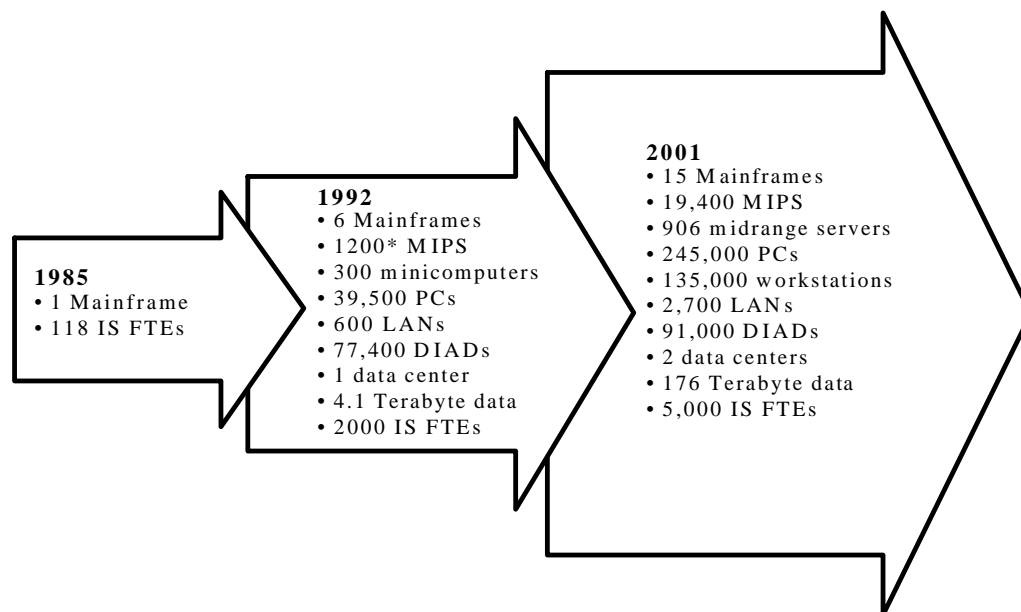 1985
• 1 Mainframe
• 118 IS FTEs
1992
• 6 Mainframes
• 1200* MIPS
• 300 minicomputers
• 39,500 PCs
• 600 LANs
• 77,400 DIADs
• 1 data center
• 4.1 Terabyte data
• 2000 IS FTEs
2001
• 15 Mainframes
• 19,400 MIPS
• 906 midrange servers
• 245,000 PCs
• 135,000 workstations
• 2,700 LANs
• 91,000 DIADs
• 2 data centers
• 176 Terabyte data
• 5,000 IS FTEs